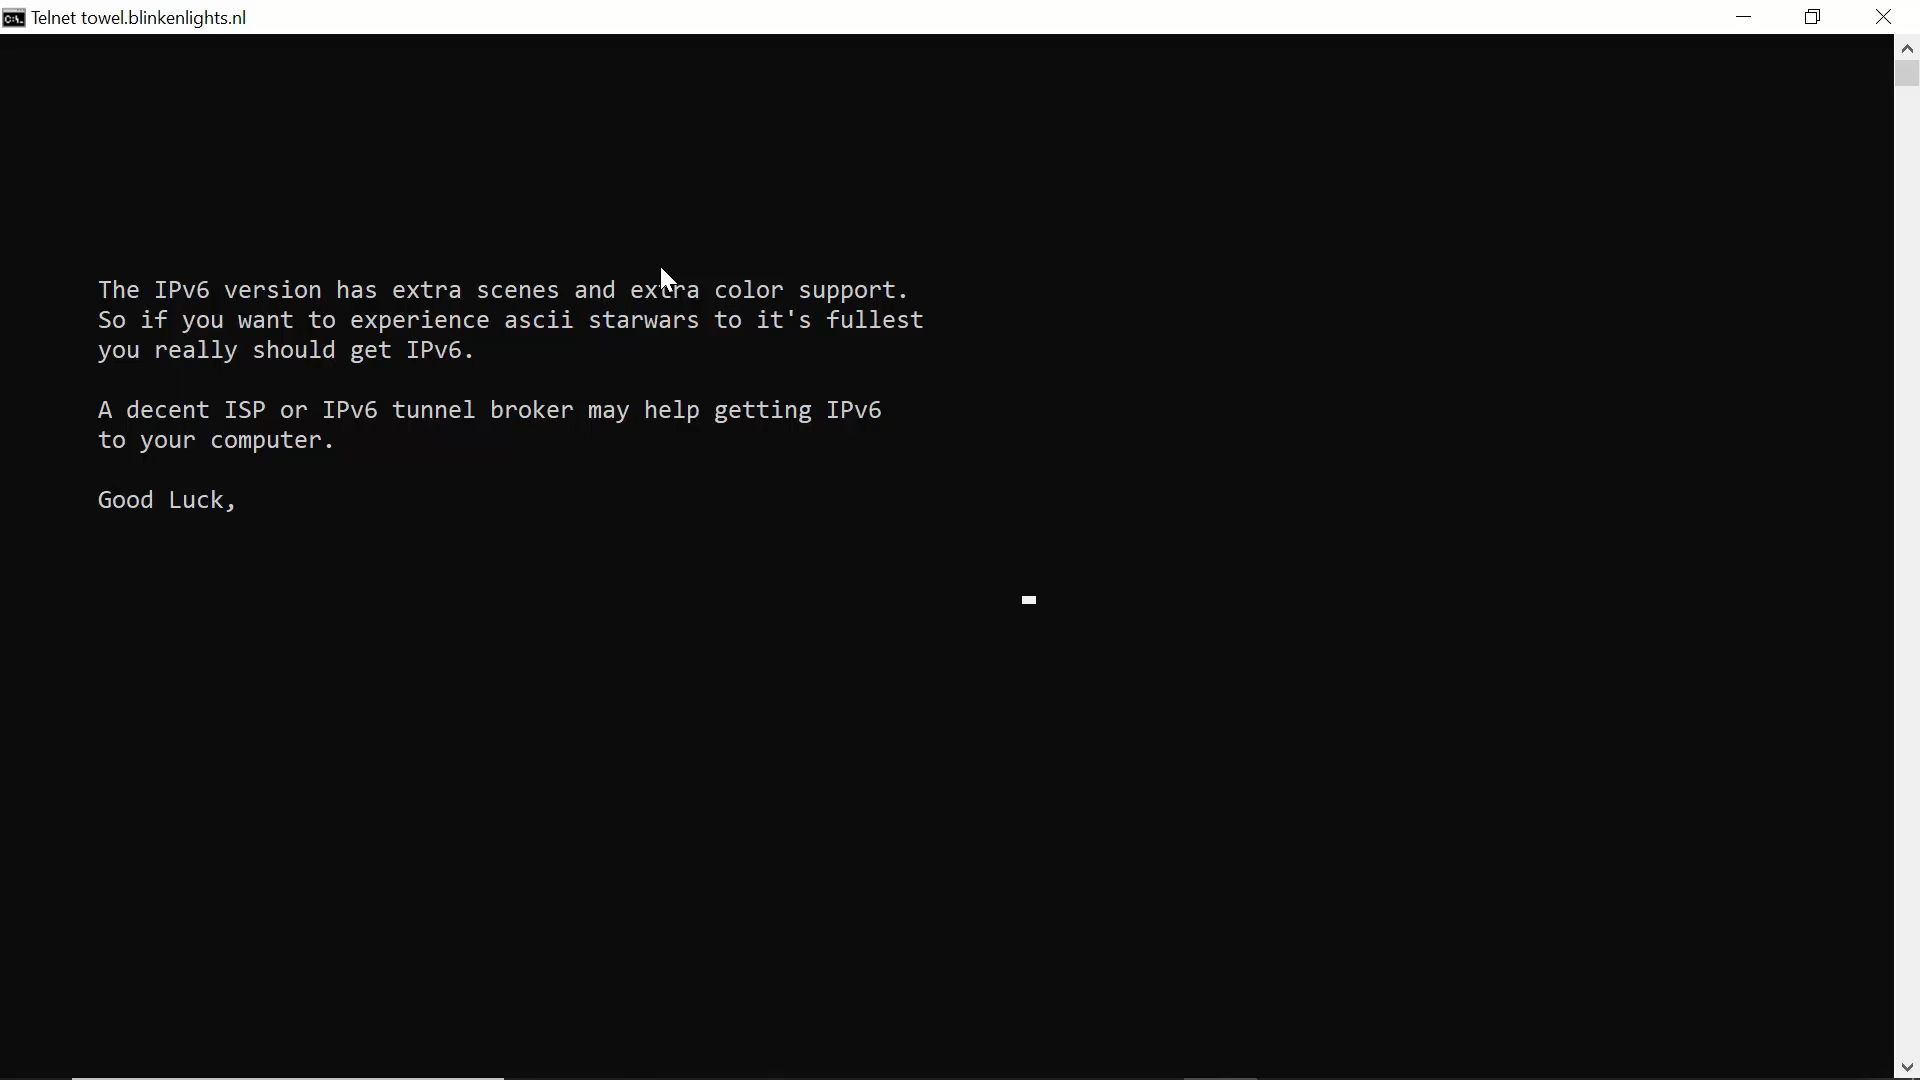 Telnet towel.blinkenlights.nl
The IPv6 version has extra scenes and extra color support.
So if you want to experience ascii starwars to it's fullest
you really should get IPv6.
A decent ISP or IPv6 tunnel broker may help getting IPv6
to your computer.
Good Luck,